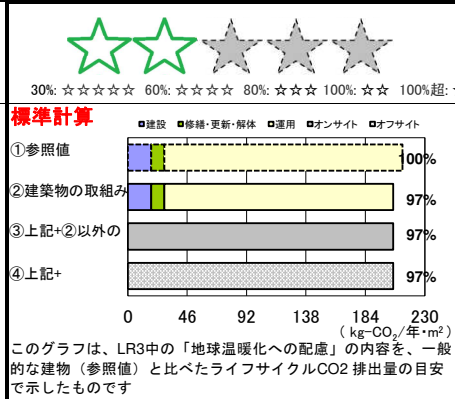 30%: ☆☆☆☆☆ 60%: ☆☆☆☆ 80%: ☆☆☆ 100%: ☆☆ 100%超:
標準計算
建設 修繕・更新・解体 運用 オンサイト オフサイト
①参照値 100%
②建築物の取組み 97%
③上記+②以外の 97%
④上記+ 97%
0 46 92 138 184 230
(kg-CO₂/年・m²)
このグラフは、LR3中の「地球温暖化への配慮」の内容を、一般
的な建物（参照値）と比べたライフサイクルCO2 排出量の目安
で示したものです